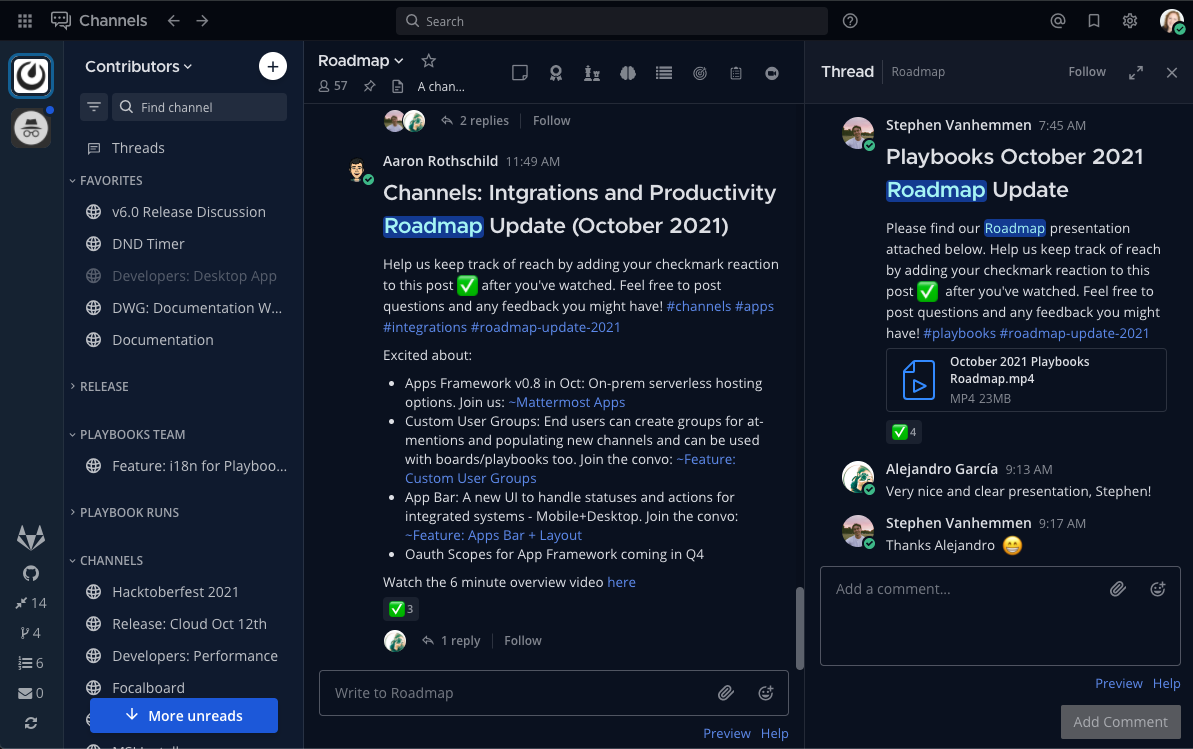 Channels
Search
Contributors
Find channel
Threads
FAVORITES
v6.0 Release Discussion
DND Timer
Developers: Desktop App
DWG: Documentation W...
Documentation
RELEASE
PLAYBOOKS TEAM
Feature: i18n for Playboo...
PLAYBOOK RUNS
CHANNELS
Hacktoberfest 2021
Release: Cloud Oct 12th
Developers: Performance
Focalboard
More unreads
14
4
6
0
Roadmap
57
A chan...
2 replies
Follow
Aaron Rothschild 11:49 AM
Channels: Intgrations and Productivity
Roadmap Update (October 2021)
Help us keep track of reach by adding your checkmark reaction
to this post ✅ after you've watched. Feel free to post
questions and any feedback you might have! #channels #apps
#integrations #roadmap-update-2021
Excited about:
• Apps Framework v0.8 in Oct: On-prem serverless hosting
options. Join us: ~Mattermost Apps
• Custom User Groups: End users can create groups for at-
mentions and populating new channels and can be used
with boards/playbooks too. Join the convo: ~Feature:
Custom User Groups
• App Bar: A new UI to handle statuses and actions for
integrated systems - Mobile+Desktop. Join the convo:
~Feature: Apps Bar + Layout
• Oauth Scopes for App Framework coming in Q4
Watch the 6 minute overview video here
✅ 3
1 reply
Follow
Write to Roadmap
Preview Help
Thread
Roadmap
Follow
Stephen Vanhemmen 7:45 AM
Playbooks October 2021
Roadmap Update
Please find our Roadmap presentation
attached below. Help us keep track of reach
by adding your checkmark reaction to this
post ✅ after you've watched. Feel free to
post questions and any feedback you might
have! #playbooks #roadmap-update-2021
October 2021 Playbooks
Roadmap.mp4
MP4 23MB
✅ 4
Alejandro García 9:13 AM
Very nice and clear presentation, Stephen!
Stephen Vanhemmen 9:17 AM
Thanks Alejandro 😁
Add a comment...
Preview Help
Add Comment